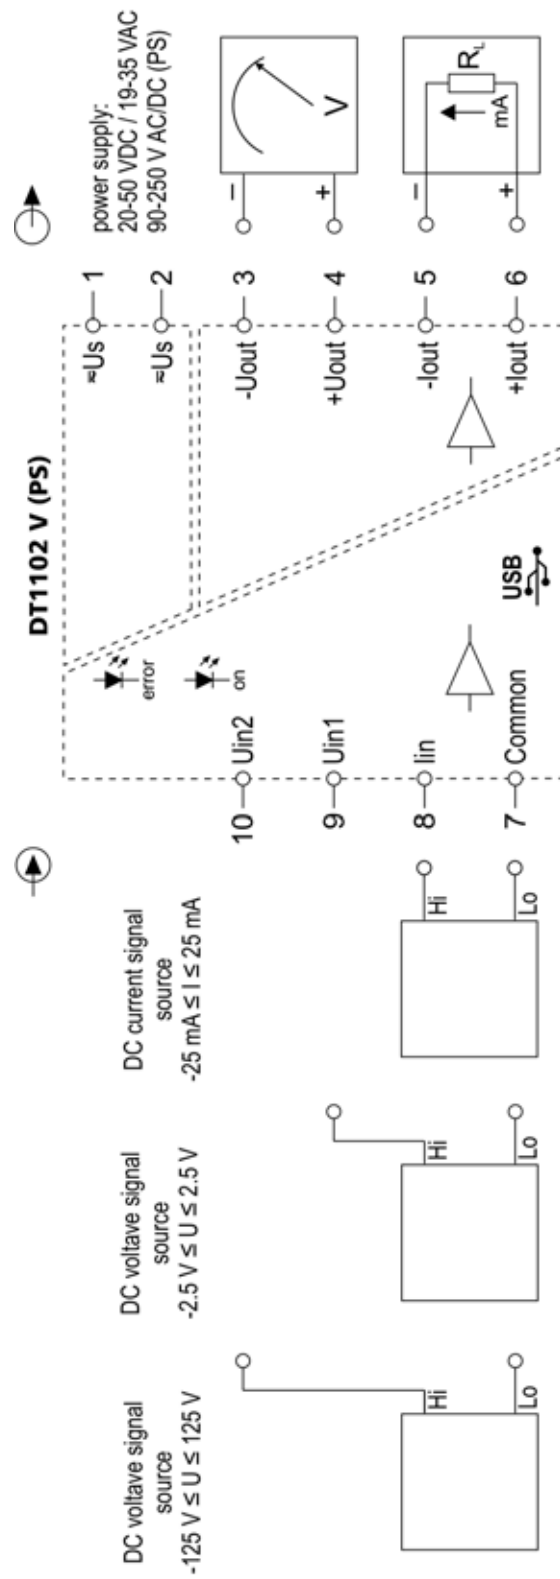 DC voltave signal
source
-125 V ≤ U ≤ 125 V
Hi
Lo
DC voltave signal
source
-2.5 V ≤ U ≤ 2.5 V
Hi
Lo
DC current signal
source
-25 mA ≤ I ≤ 25 mA
Hi
Lo
DT1102 V (PS)
error
on
10
Uin2
9
Uin1
8
Iin
7
Common
USB
≂Us
1
≂Us
2
-Uout
3
+Uout
4
-Iout
5
+Iout
6
power supply:
20-50 VDC / 19-35 VAC
90-250 V AC/DC (PS)
–
+
V
–
+
mA
RL